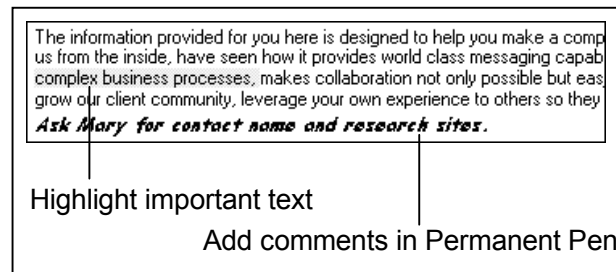 The information provided for you here is designed to help you make a comp
us from the inside, have seen how it provides world class messaging capab
complex business processes, makes collaboration not only possible but eas
grow our client community, leverage your own experience to others so they
Ask Mary for contact name and research sites.
Highlight important text
Add comments in Permanent Pen